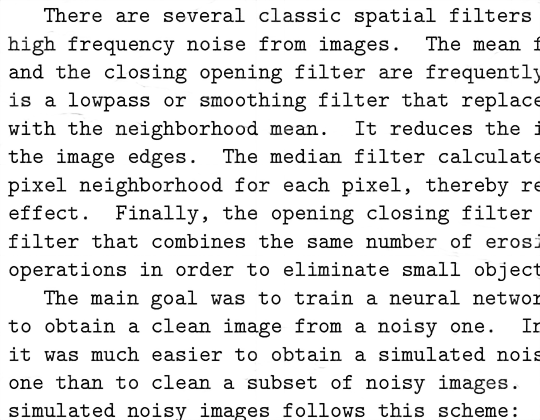 There are several classic spatial filters
high frequency noise from images. The mean
and the closing opening filter are frequently
is a lowpass or smoothing filter that replace
with the neighborhood mean. It reduces the
the image edges. The median filter calculate
pixel neighborhood for each pixel, thereby re
effect. Finally, the opening closing filter
filter that combines the same number of erosi
operations in order to eliminate small object
The main goal was to train a neural networ
to obtain a clean image from a noisy one. In
it was much easier to obtain a simulated nois
one than to clean a subset of noisy images.
simulated noisy images follows this scheme: